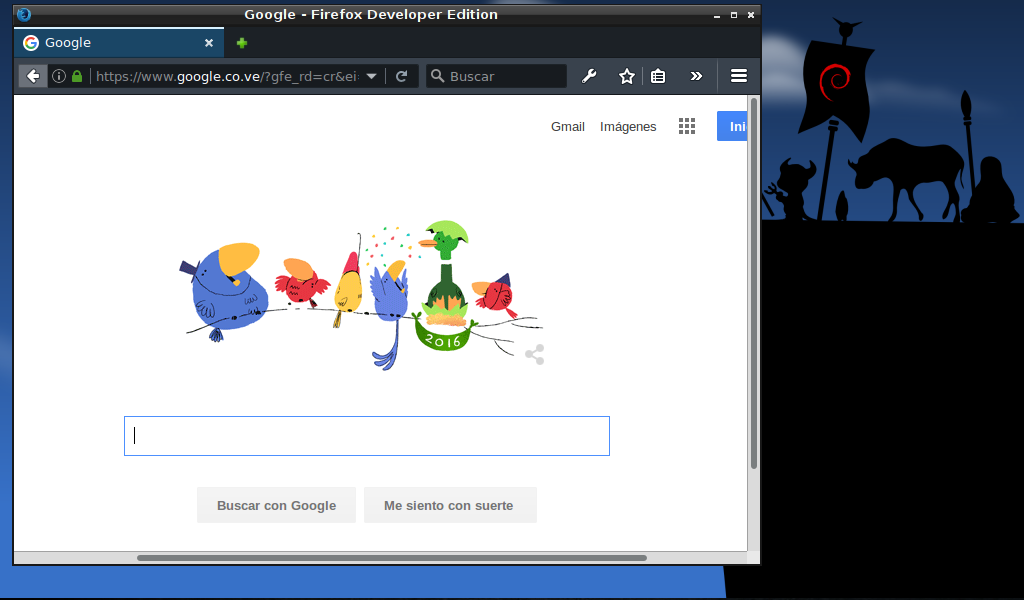 Google - Firefox Developer Edition
Google
https://www.google.co.ve/?gfe_rd=cr&ei
Buscar
Gmail Imágenes Ini
2016
Buscar con Google Me siento con suerte